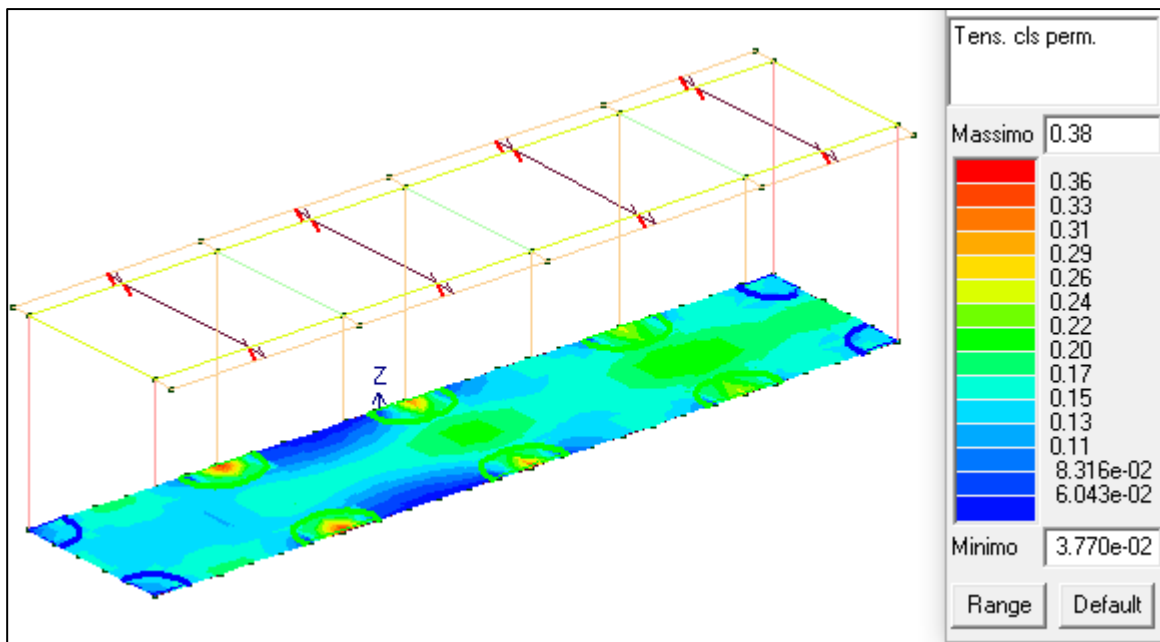 Tens. cls perm.
Massimo 0.38
0.36
0.33
0.31
0.29
0.26
0.24
0.22
0.20
0.17
0.15
0.13
0.11
8.316e-02
6.043e-02
Minimo 3.770e-02
Range Default
Z